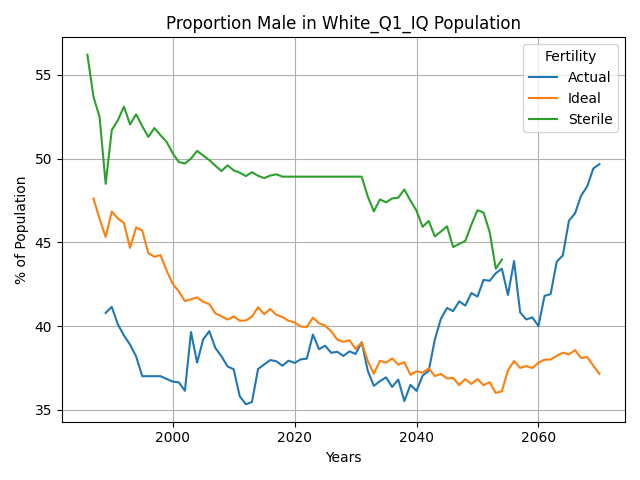 Proportion Male in White_Q1_IQ Population
% of Population
55
50
45
40
35
2000
2020
2040
2060
Years
Fertility
Actual
Ideal
Sterile